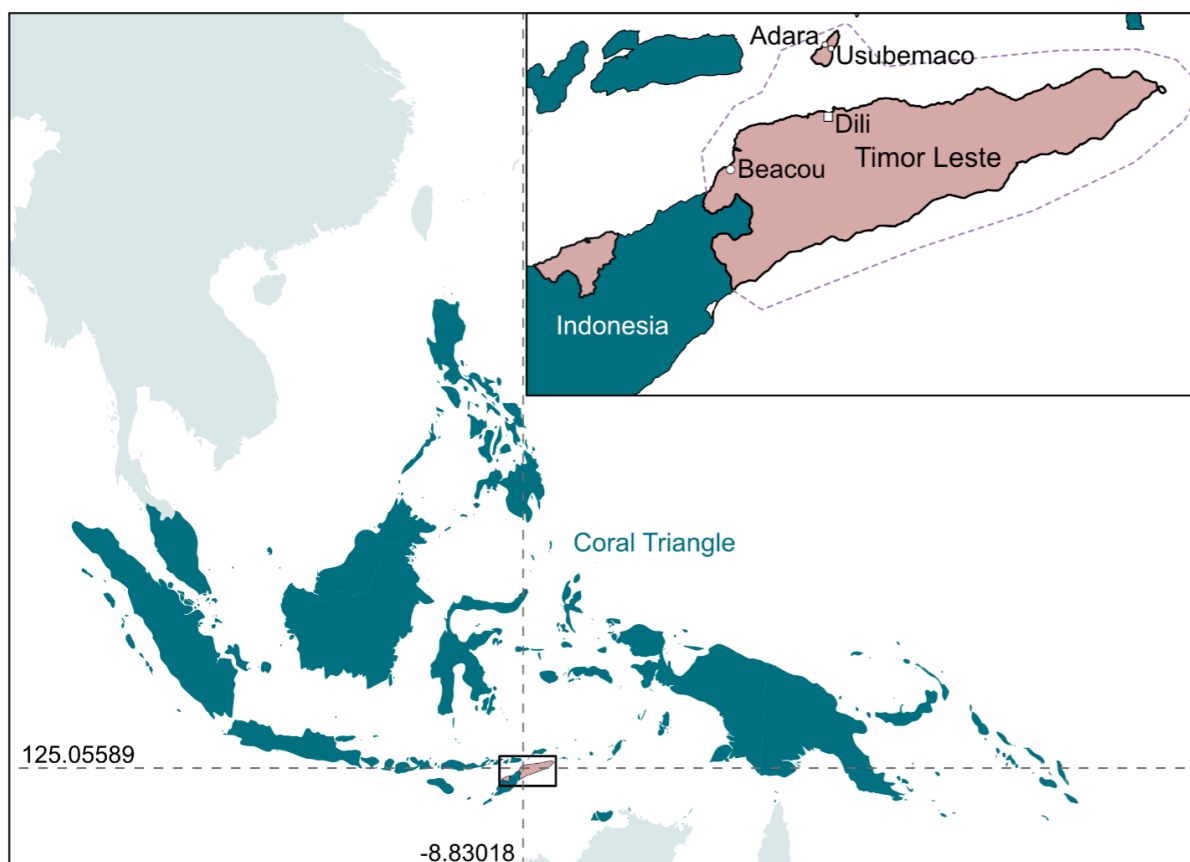 Adara
Usubemaco
Dili
Timor Leste
Beacou
Indonesia
Coral Triangle
125.05589
-8.83018